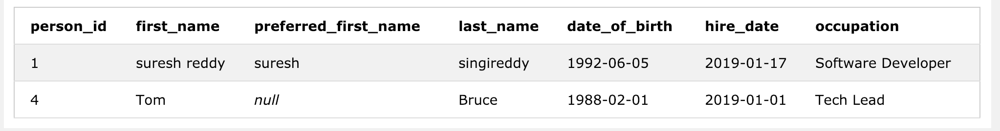 person_id first_name preferred_first_name last_name date_of_birth hire_date occupation
1 suresh reddy suresh singireddy 1992-06-05 2019-01-17 Software Developer
4 Tom null Bruce 1988-02-01 2019-01-01 Tech Lead